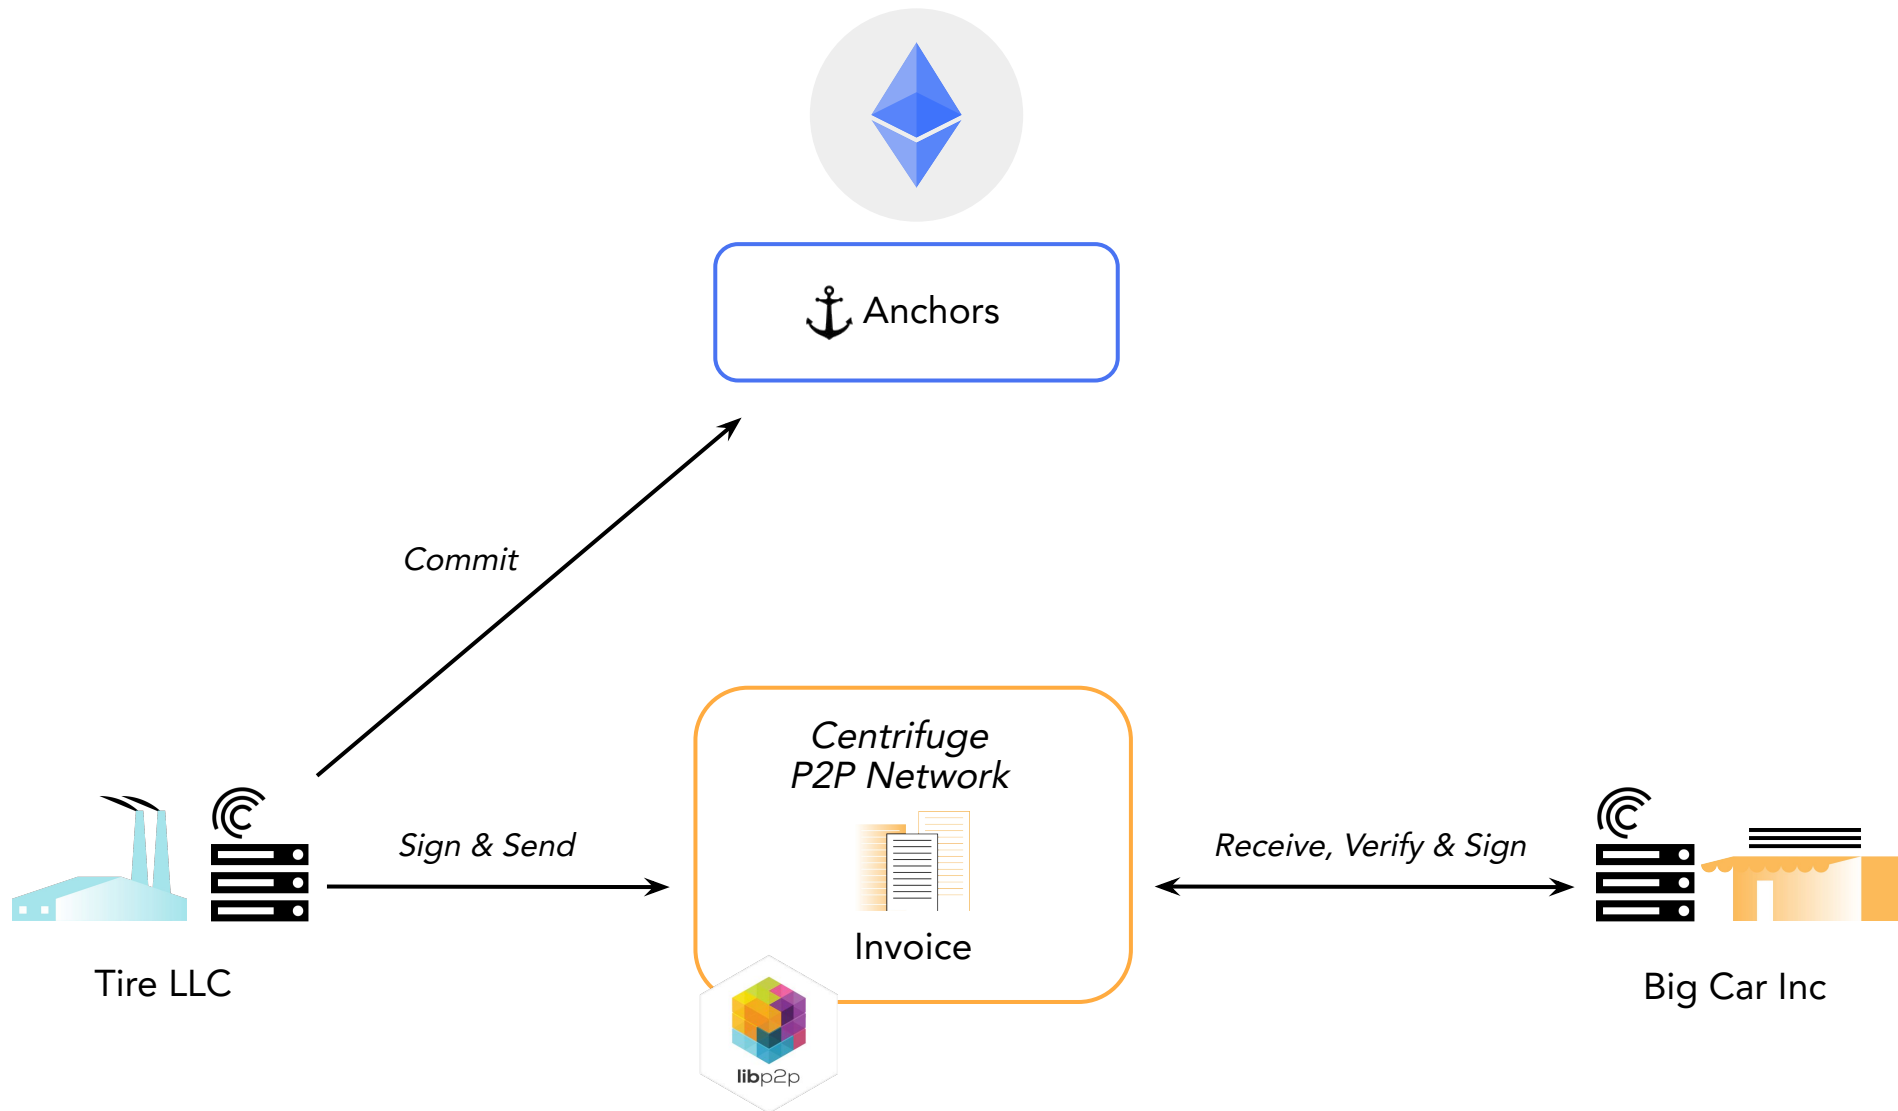 Anchors
Commit
Centrifuge
P2P Network
Sign & Send
Receive, Verify & Sign
Invoice
Tire LLC
Big Car Inc
libp2p